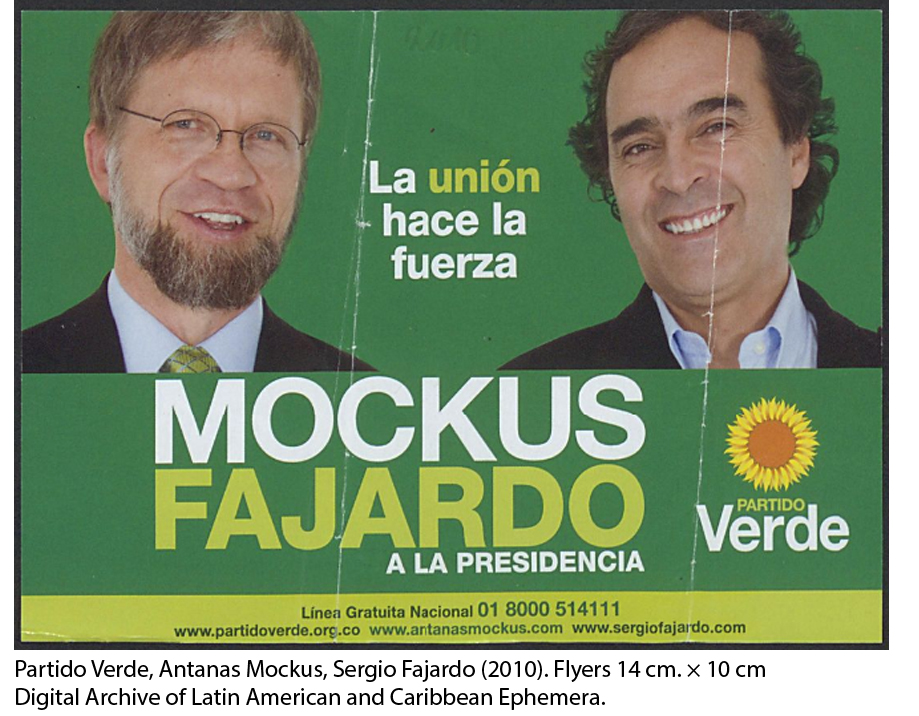 La unión
hace la
fuerza
MOCKUS
FAJARDO
A LA PRESIDENCIA
PARTIDO
Verde
Línea Gratuita Nacional 01 8000 514111
www.partidoverde.org.co www.antanasmockus.com www.sergiofajardo.com
Partido Verde, Antanas Mockus, Sergio Fajardo (2010). Flyers 14 cm. × 10 cm
Digital Archive of Latin American and Caribbean Ephemera.